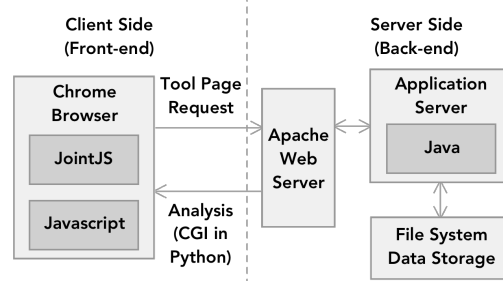 Client Side
(Front-end)
Server Side
(Back-end)
Chrome
Browser
JointJS
Javascript
Tool Page
Request
Analysis
(CGI in
Python)
Apache
Web
Server
Application
Server
Java
File System
Data Storage